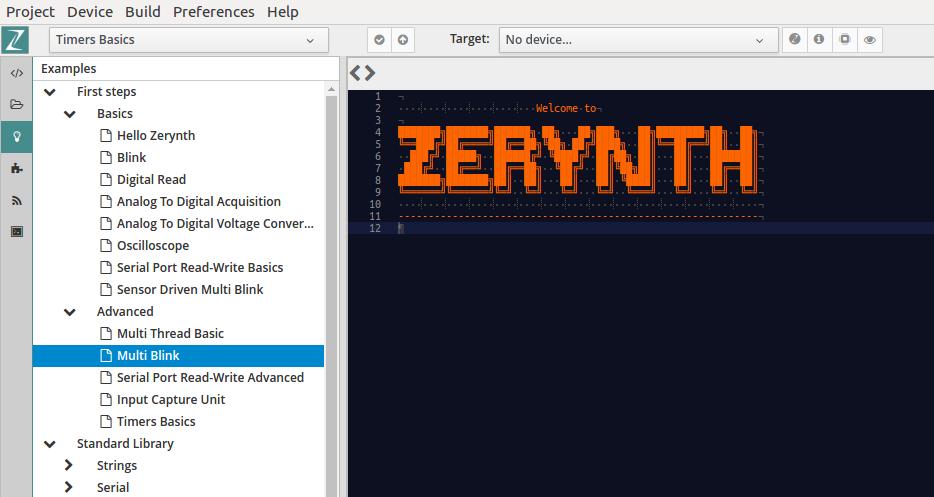 Project Device Build Preferences Help
Timers Basics
Target: No device...
Examples
First steps
Basics
Hello Zerynth
Blink
Digital Read
Analog To Digital Acquisition
Analog To Digital Voltage Conver...
Oscilloscope
Serial Port Read-Write Basics
Sensor Driven Multi Blink
Advanced
Multi Thread Basic
Multi Blink
Serial Port Read-Write Advanced
Input Capture Unit
Timers Basics
Standard Library
Strings
Serial
1
2 Welcome to
3
4
5
6
ZERYNTH
7
8
9
10
11
12